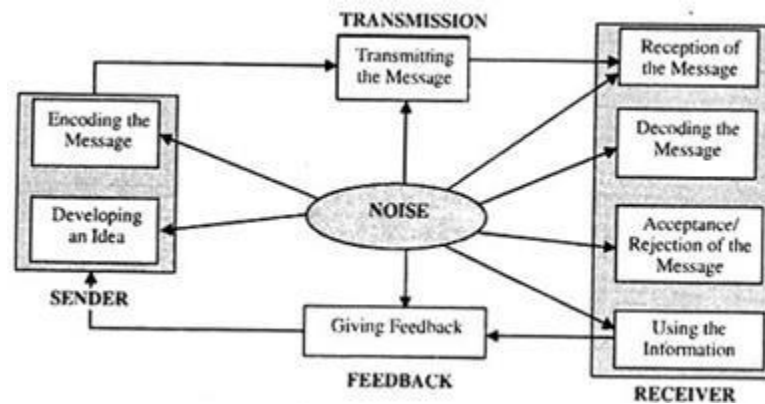 TRANSMISSION
Transmitting
the Message
Reception of
the Message
Encoding the
Message
Decoding the
Message
Developing
an Idea
NOISE
Acceptance/
Rejection of the
Message
SENDER
Giving Feedback
Using the
Information
FEEDBACK
RECEIVER